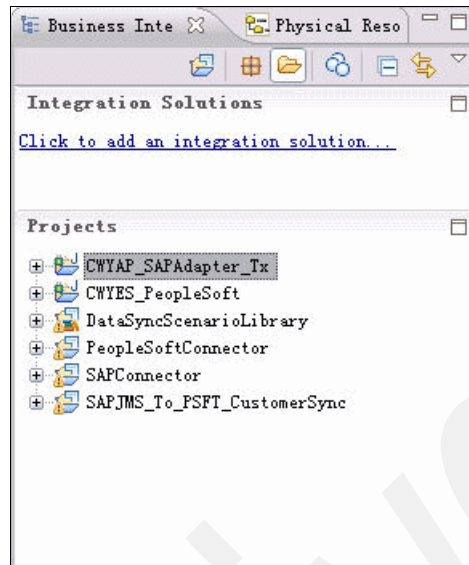 Business Inte
Physical Reso
Integration Solutions
Click to add an integration solution...
Projects
CWYAP_SAPAdapter_Tx
CWYES_PeopleSoft
DataSyncScenarioLibrary
PeopleSoftConnector
SAPConnector
SAPJMS_To_PSFT_CustomerSync